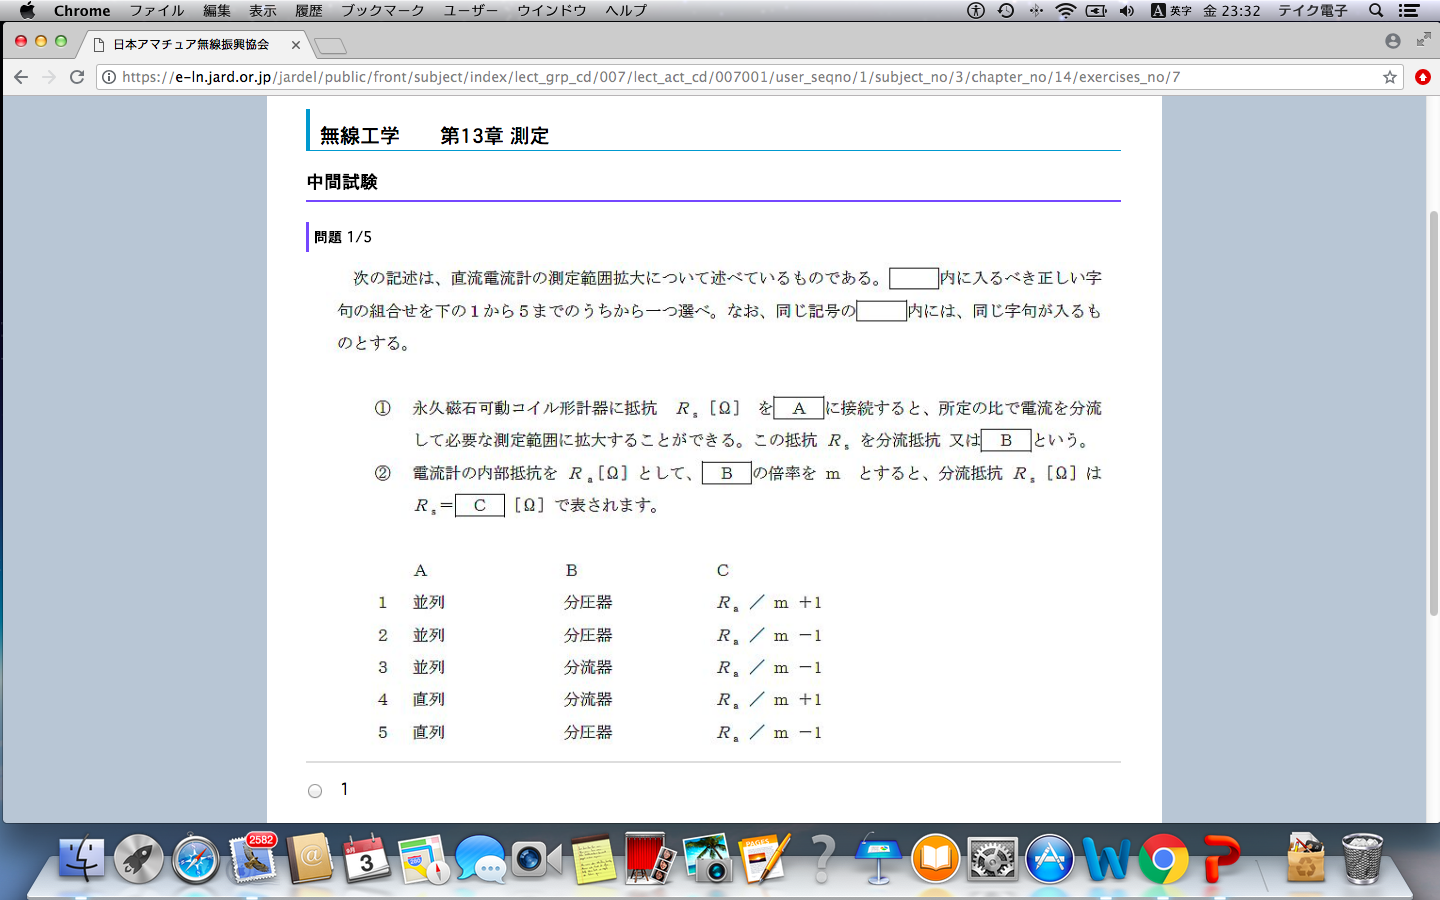 Chrome ファイル 編集 表示 履歴 ブックマーク ユーザー ウインドウ ヘルプ A 英字 金 23:32 テイク電子
日本アマチュア無線振興協会
https://e-ln.jard.or.jp/jardel/public/front/subject/index/lect_grp_cd/007/lect_act_cd/007001/user_seqno/1/subject_no/3/chapter_no/14/exercises_no/7
無線工学 第13章 測定
中間試験
問題 1/5
次の記述は、直流電流計の測定範囲拡大について述べているものである。 内に入るべき正しい字
句の組合せを下の１から５までのうちから一つ選べ。なお、同じ記号の 内には、同じ字句が入るも
のとする。
① 永久磁石可動コイル形計器に抵抗 Rs［Ω］ を A に接続すると、所定の比で電流を分流
して必要な測定範囲に拡大することができる。この抵抗 Rs を分流抵抗 又は B という。
② 電流計の内部抵抗を Ra［Ω］として、 B の倍率を m とすると、分流抵抗 Rs［Ω］は
Rs＝ C ［Ω］で表されます。
A B C
1 並列 分圧器 Ra ／ m ＋1
2 並列 分圧器 Ra ／ m －1
3 並列 分流器 Ra ／ m －1
4 直列 分流器 Ra ／ m ＋1
5 直列 分圧器 Ra ／ m －1
1
2582
3
280
PAGES